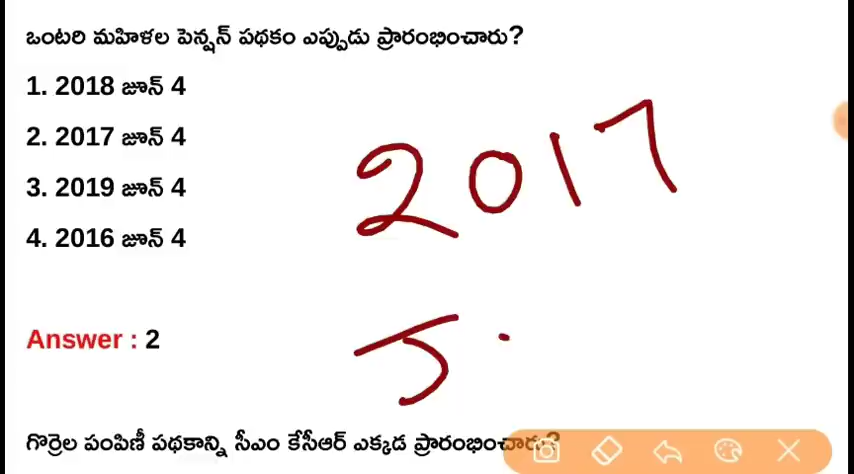 ఒంటరి మహిళల పెన్షన్ పథకం ఎప్పుడు ప్రారంభించారు?
1. 2018 జూన్ 4
2. 2017 జూన్ 4
3. 2019 జూన్ 4
4. 2016 జూన్ 4
2017
Answer : 2
J
గొర్రెల పంపిణీ పథకాన్ని సీఎం కేసీఆర్ ఎక్కడ ప్రారంభించారు?